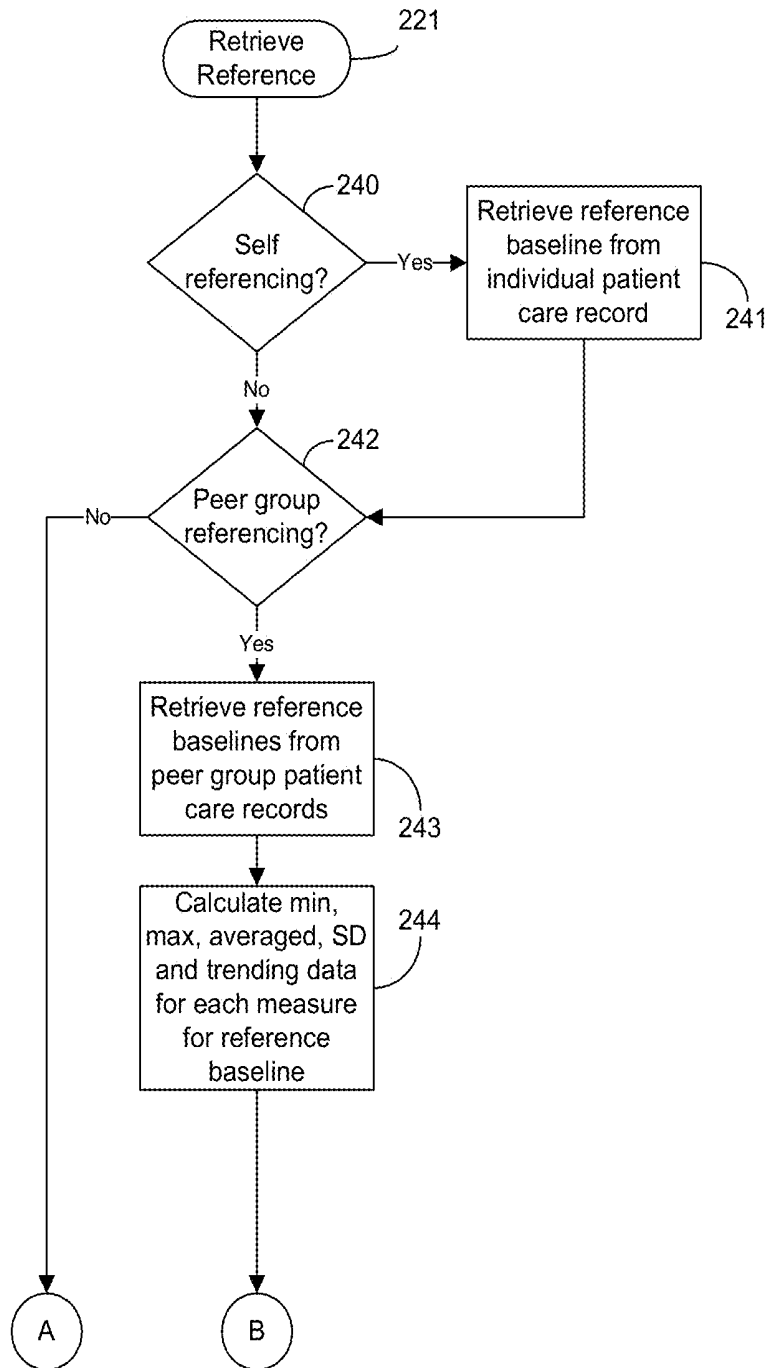 Retrieve
Reference
221
240
Self
referencing?
Yes
Retrieve reference
baseline from
individual patient
care record
241
No
242
Peer group
referencing?
No
Yes
Retrieve reference
baselines from
peer group patient
care records
243
Calculate min,
max, averaged, SD
and trending data
for each measure
for reference
baseline
244
A
B